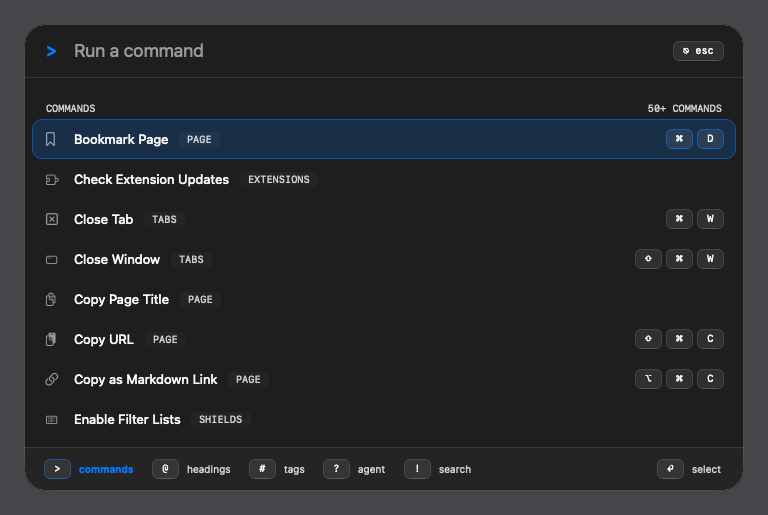 > Run a command ⎋ esc
COMMANDS 50+ COMMANDS
Bookmark Page PAGE ⌘ D
Check Extension Updates EXTENSIONS
Close Tab TABS ⌘ W
Close Window TABS ⇧ ⌘ W
Copy Page Title PAGE
Copy URL PAGE ⇧ ⌘ C
Copy as Markdown Link PAGE ⌥ ⌘ C
Enable Filter Lists SHIELDS
> commands @ headings # tags ? agent ! search ↵ select